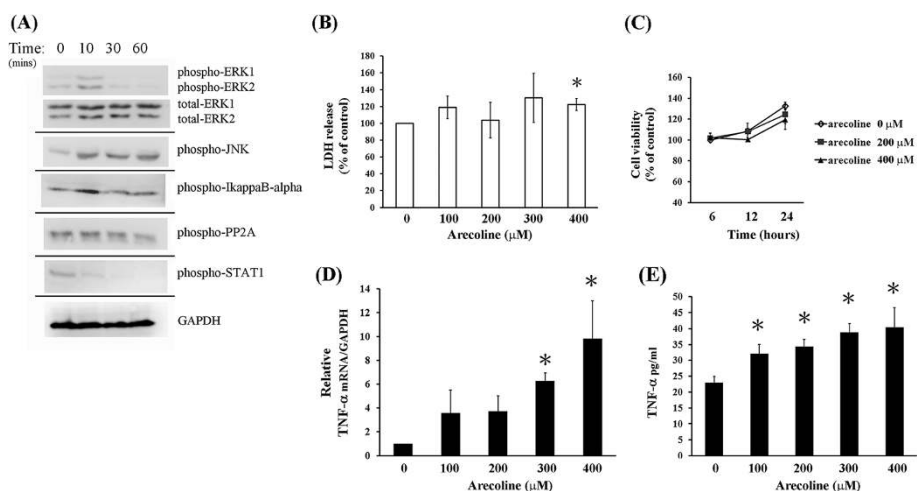 (A)
Time: 0 10 30 60
(mins)
phospho-ERK1
phospho-ERK2
total-ERK1
total-ERK2
phospho-JNK
phospho-IkappaB-alpha
phospho-PP2A
phospho-STAT1
GAPDH
(B)
LDH release
(% of control)
180
160
140
120
100
80
60
40
20
0
*
0 100 200 300 400
Arecoline (μM)
(C)
Cell viability
(% of control)
160
140
120
100
80
60
40
6 12 24
Time (hours)
arecoline 0 μM
arecoline 200 μM
arecoline 400 μM
(D)
Relative
TNF-α mRNA/GAPDH
14
12
10
8
6
4
2
0
* *
0 100 200 300 400
Arecoline (μM)
(E)
TNF-α pg/ml
50
45
40
35
30
25
20
15
10
5
0
* * * *
0 100 200 300 400
Arecoline (μM)